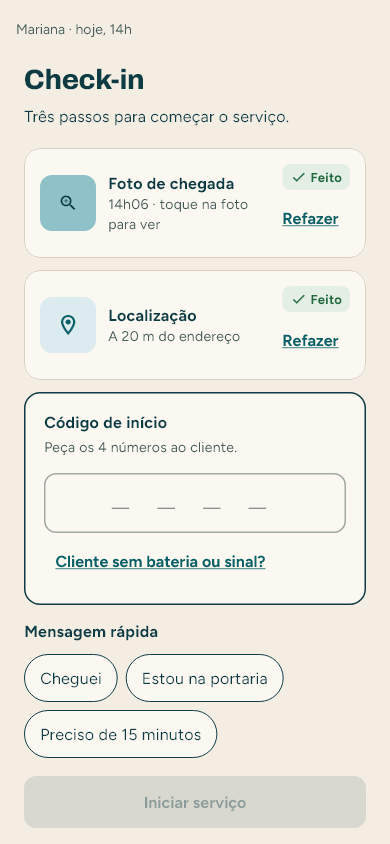 Mariana · hoje, 14h
Check-in
Três passos para começar o serviço.
Foto de chegada
14h06 · toque na foto
para ver
Feito
Refazer
Localização
A 20 m do endereço
Feito
Refazer
Código de início
Peça os 4 números ao cliente.
— — — —
Cliente sem bateria ou sinal?
Mensagem rápida
Cheguei
Estou na portaria
Preciso de 15 minutos
Iniciar serviço